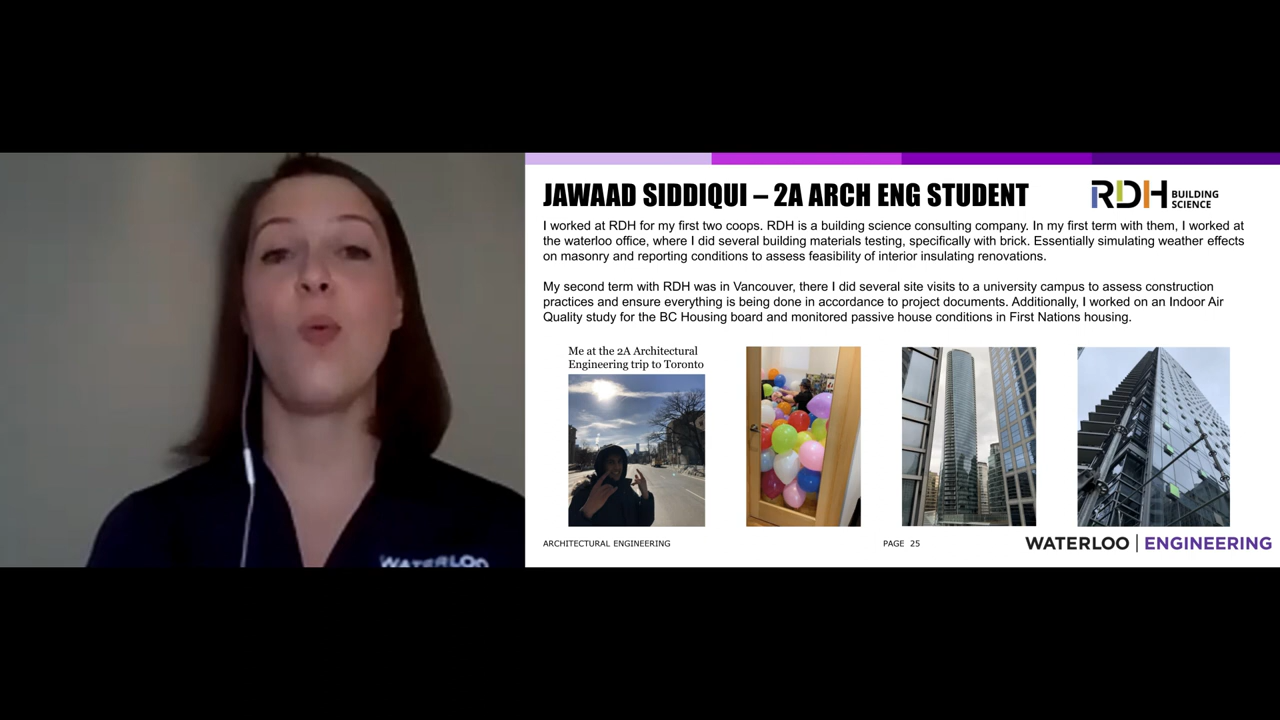 JAWAAD SIDDIQUI – 2A ARCH ENG STUDENT
RDH BUILDING
SCIENCE
I worked at RDH for my first two coops. RDH is a building science consulting company. In my first term with them, I worked at
the waterloo office, where I did several building materials testing, specifically with brick. Essentially simulating weather effects
on masonry and reporting conditions to assess feasibility of interior insulating renovations.
My second term with RDH was in Vancouver, there I did several site visits to a university campus to assess construction
practices and ensure everything is being done in accordance to project documents. Additionally, I worked on an Indoor Air
Quality study for the BC Housing board and monitored passive house conditions in First Nations housing.
Me at the 2A Architectural
Engineering trip to Toronto
WATERLOO
ARCHITECTURAL ENGINEERING
PAGE 25
WATERLOO | ENGINEERING